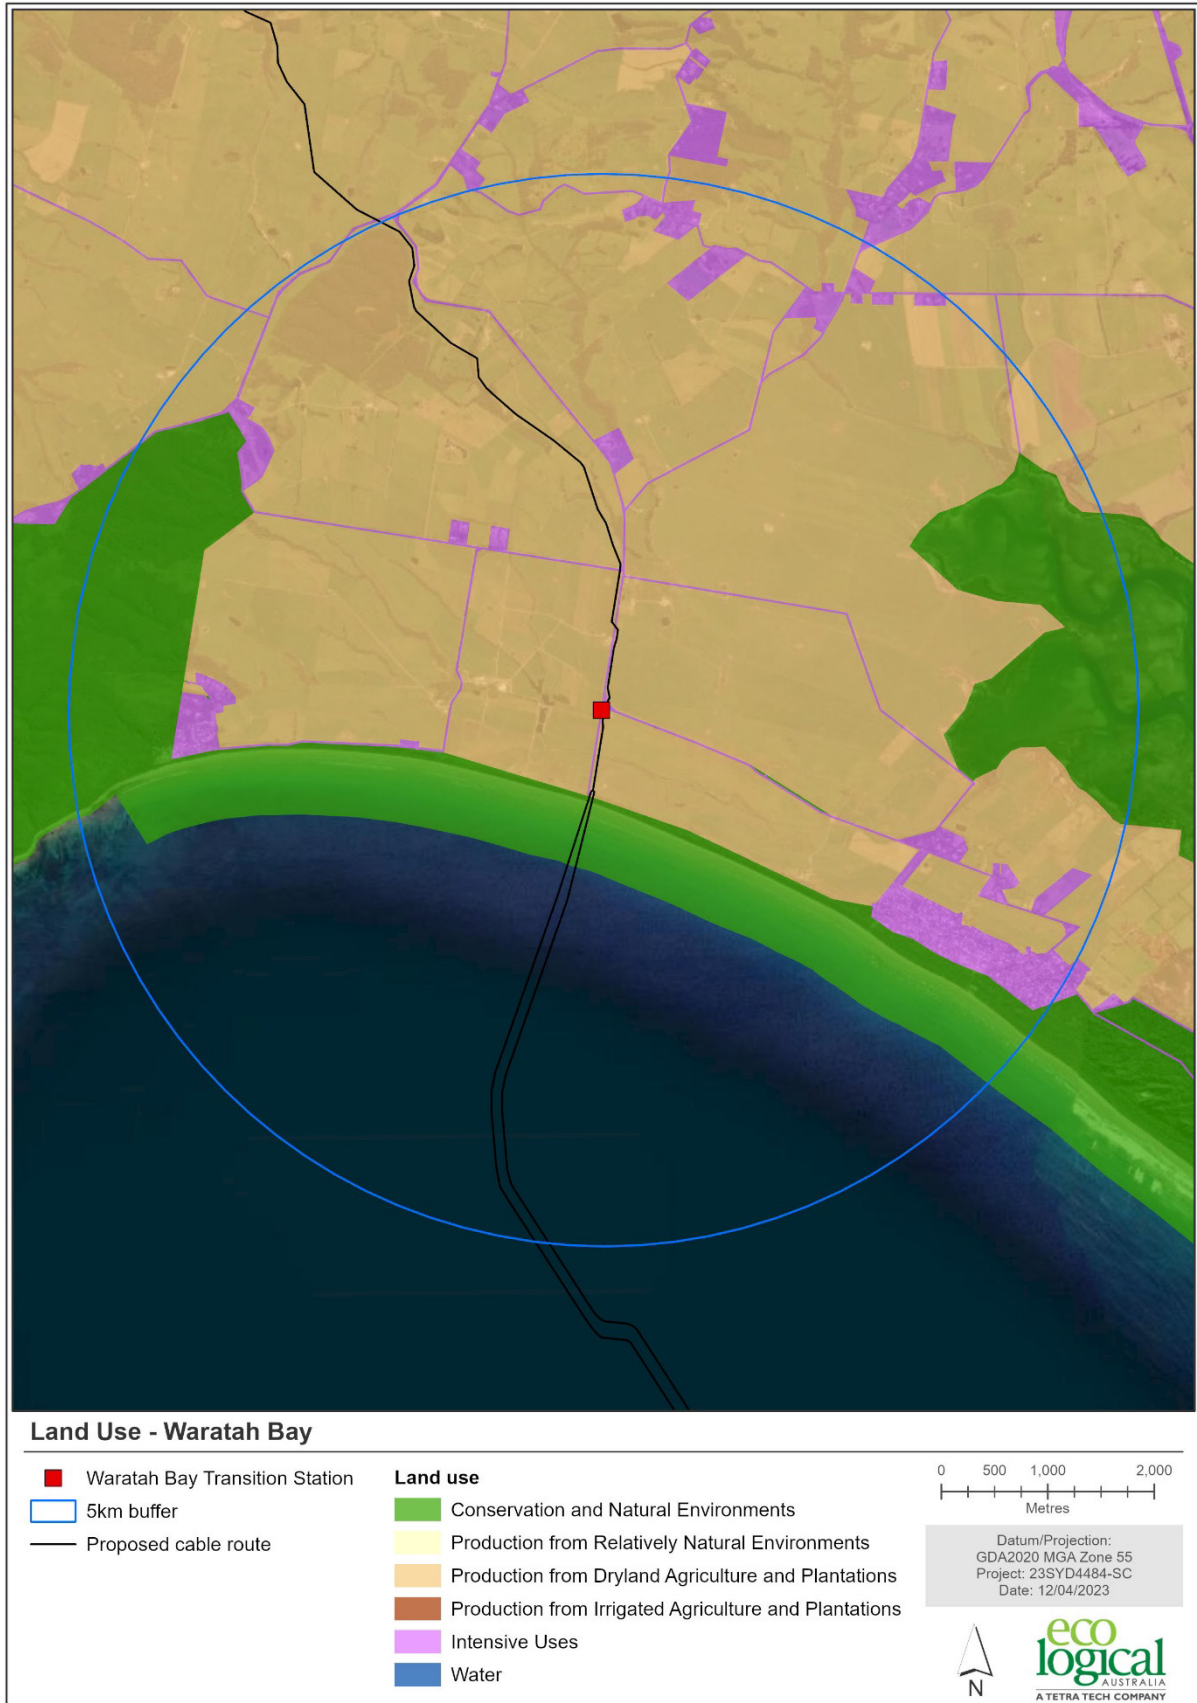 Land Use - Waratah Bay
Waratah Bay Transition Station
5km buffer
Proposed cable route
Land use
Conservation and Natural Environments
Production from Relatively Natural Environments
Production from Dryland Agriculture and Plantations
Production from Irrigated Agriculture and Plantations
Intensive Uses
Water
0 500 1,000 2,000
Metres
Datum/Projection:
GDA2020 MGA Zone 55
Project: 23SYD4484-SC
Date: 12/04/2023
N
eco
logical
AUSTRALIA
A TETRA TECH COMPANY